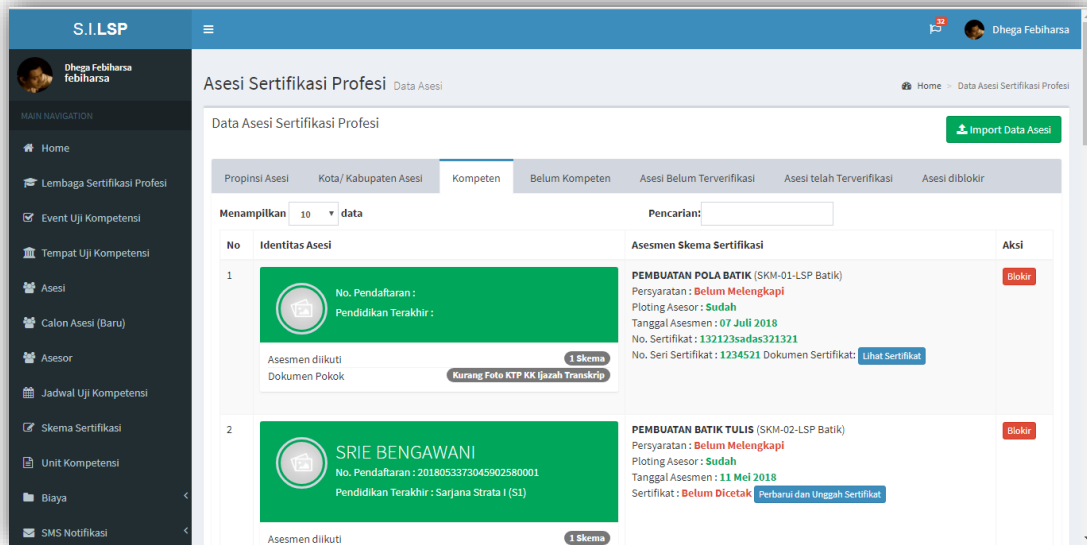 S.I.LSP
32
Dhega Febiharsa
Dhega Febiharsa
febiharsa
MAIN NAVIGATION
Home
Lembaga Sertifikasi Profesi
Event Uji Kompetensi
Tempat Uji Kompetensi
Asesi
Calon Asesi (Baru)
Asesor
Jadwal Uji Kompetensi
Skema Sertifikasi
Unit Kompetensi
Biaya
SMS Notifikasi
Asesi Sertifikasi Profesi Data Asesi
Home > Data Asesi Sertifikasi Profesi
Data Asesi Sertifikasi Profesi
Import Data Asesi
Propinsi Asesi Kota/ Kabupaten Asesi Kompeten Belum Kompeten Asesi Belum Terverifikasi Asesi telah Terverifikasi Asesi diblokir
Menampilkan 10 data Pencarian:
No Identitas Asesi Asesmen Skema Sertifikasi Aksi
1
No. Pendaftaran :
Pendidikan Terakhir :
Asesmen diikuti 1 Skema
Dokumen Pokok Kurang Foto KTP KK Ijazah Transkrip
PEMBUATAN POLA BATIK (SKM-01-LSP Batik)
Persyaratan : Belum Melengkapi
Ploting Asesor : Sudah
Tanggal Asesmen : 07 Juli 2018
No. Sertifikat : 132123sadas321321
No. Seri Sertifikat : 1234521 Dokumen Sertifikat: Lihat Sertifikat
Blokir
2
SRIE BENGAWANI
No. Pendaftaran : 2018053373045902580001
Pendidikan Terakhir : Sarjana Strata I (S1)
Asesmen diikuti 1 Skema
PEMBUATAN BATIK TULIS (SKM-02-LSP Batik)
Persyaratan : Belum Melengkapi
Ploting Asesor : Sudah
Tanggal Asesmen : 11 Mei 2018
Sertifikat : Belum Dicetak Perbarui dan Unggah Sertifikat
Blokir